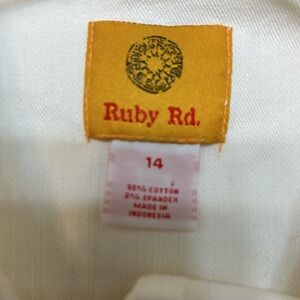 Ruby Rd.
14
98% COTTON
2% SPANDEX
MADE IN
INDONESIA